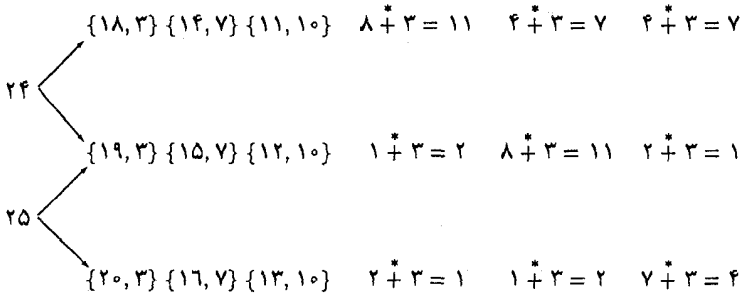 {۱۸, ۳} {۱۴, ۷} {۱۱, ۱۰} ۸ +* ۳ = ۱۱ ۴ +* ۳ = ۷ ۴ +* ۳ = ۷
۲۴
{۱۹, ۳} {۱۵, ۷} {۱۲, ۱۰} ۱ +* ۳ = ۲ ۸ +* ۳ = ۱۱ ۲ +* ۳ = ۱
۲۵
{۲۰, ۳} {۱۶, ۷} {۱۳, ۱۰} ۲ +* ۳ = ۱ ۱ +* ۳ = ۲ ۷ +* ۳ = ۴